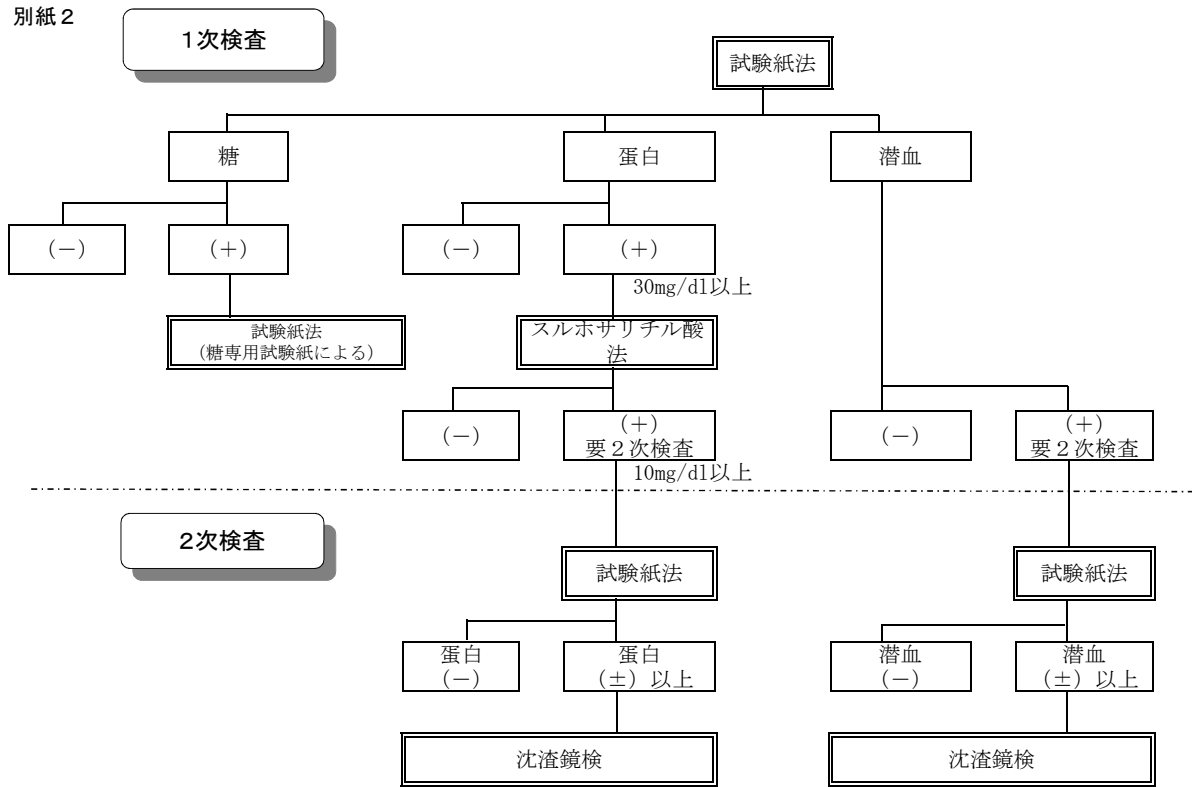 別紙２
１次検査
試験紙法
糖
蛋白
潜血
（－）
（＋）
（－）
（＋）
30mg/dl以上
試験紙法
（糖専用試験紙による）
スルホサリチル酸
法
（－）
（＋）
要２次検査
（－）
（＋）
要２次検査
10mg/dl以上
２次検査
試験紙法
試験紙法
蛋白
（－）
蛋白
（±）以上
潜血
（－）
潜血
（±）以上
沈渣鏡検
沈渣鏡検